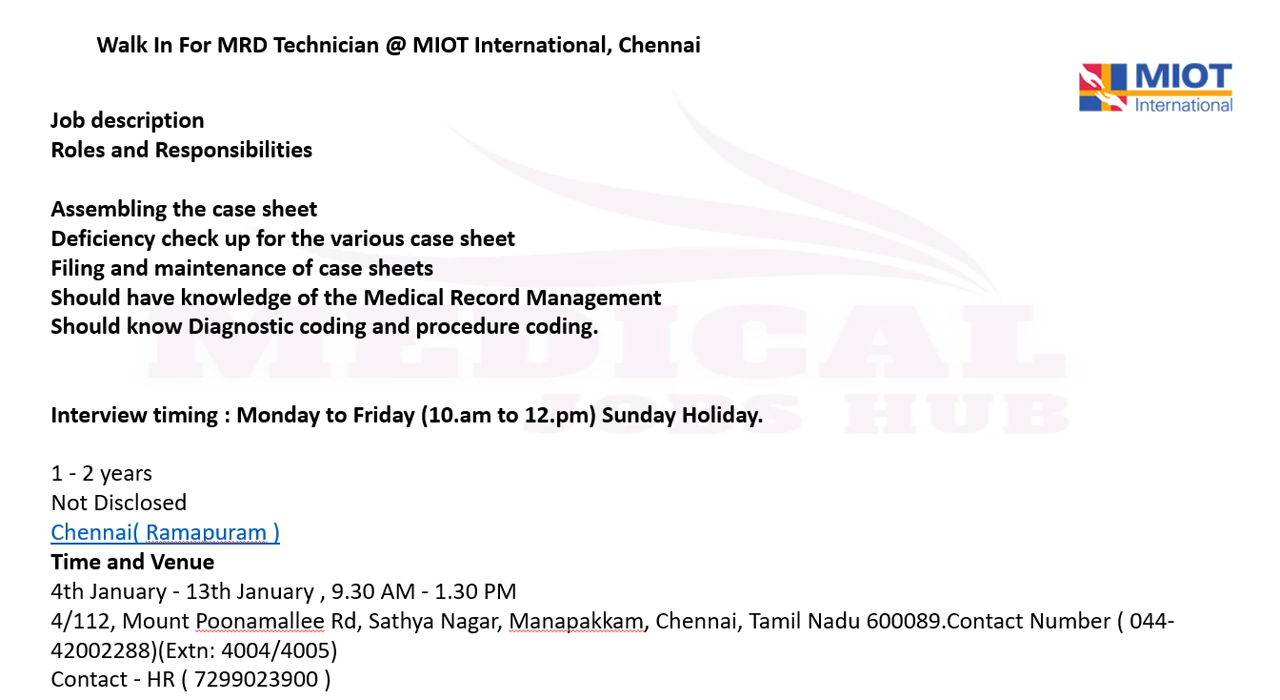 Walk In For MRD Technician @ MIOT International, Chennai
MIOT
International
Job description
Roles and Responsibilities
Assembling the case sheet
Deficiency check up for the various case sheet
Filing and maintenance of case sheets
Should have knowledge of the Medical Record Management
Should know Diagnostic coding and procedure coding.
MEDICAL
JOBS HUB
Interview timing : Monday to Friday (10.am to 12.pm) Sunday Holiday.
1 - 2 years
Not Disclosed
Chennai( Ramapuram )
Time and Venue
4th January - 13th January , 9.30 AM - 1.30 PM
4/112, Mount Poonamallee Rd, Sathya Nagar, Manapakkam, Chennai, Tamil Nadu 600089.Contact Number ( 044-
42002288)(Extn: 4004/4005)
Contact - HR ( 7299023900 )